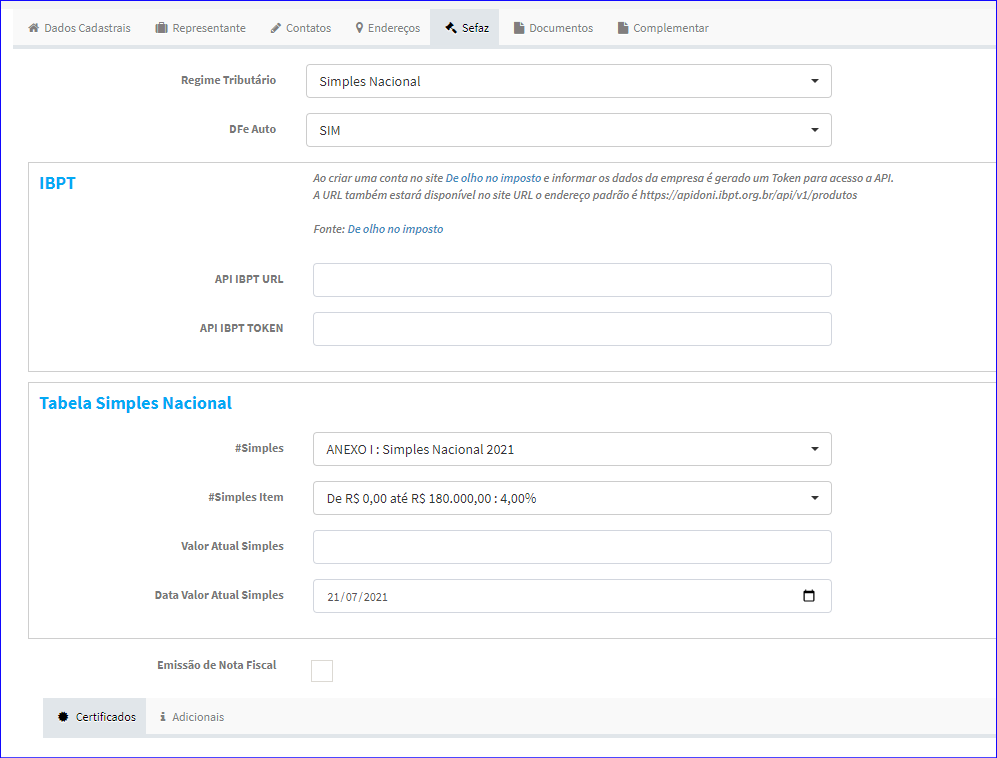 Dados Cadastrais Representante Contatos Endereços Sefaz Documentos Complementar
Regime Tributário Simples Nacional
DFe Auto SIM
IBPT
Ao criar uma conta no site De olho no imposto e informar os dados da empresa é gerado um Token para acesso a API.
A URL também estará disponível no site URL o endereço padrão é https://apidoni.ibpt.org.br/api/v1/produtos
Fonte: De olho no imposto
API IBPT URL
API IBPT TOKEN
Tabela Simples Nacional
#Simples ANEXO I : Simples Nacional 2021
#Simples Item De R$ 0,00 até R$ 180.000,00 : 4,00%
Valor Atual Simples
Data Valor Atual Simples 21/07/2021
Emissão de Nota Fiscal
Certificados Adicionais